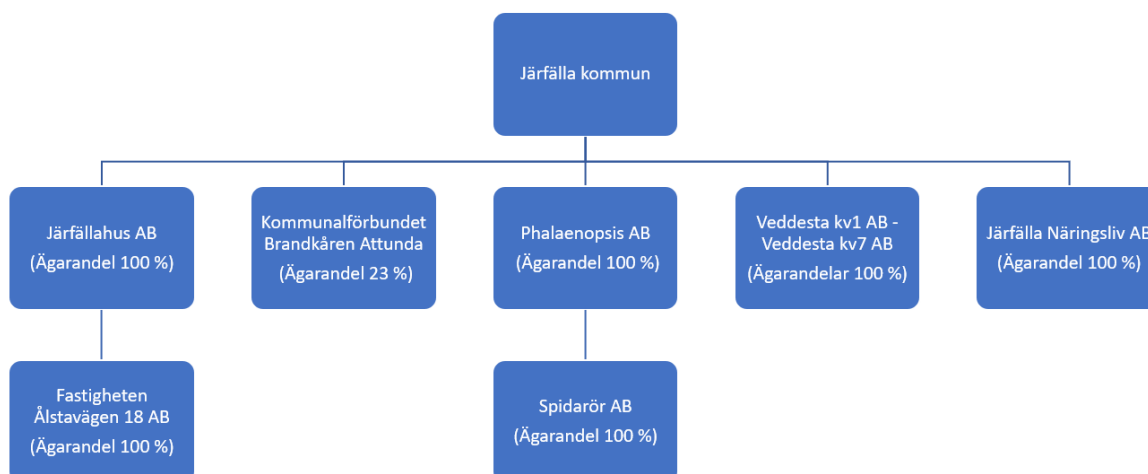 Järfälla kommun
Järfällahus AB
(Ägarandel 100 %)
Kommunalförbundet
Brandkåren Attunda
(Ägarandel 23 %)
Phalaenopsis AB
(Ägarandel 100 %)
Veddesta kv1 AB -
Veddesta kv7 AB
(Ägarandelar 100 %)
Järfälla Näringsliv AB
(Ägarandel 100 %)
Fastigheten
Ålstavägen 18 AB
(Ägarandel 100 %)
Spidarör AB
(Ägarandel 100 %)